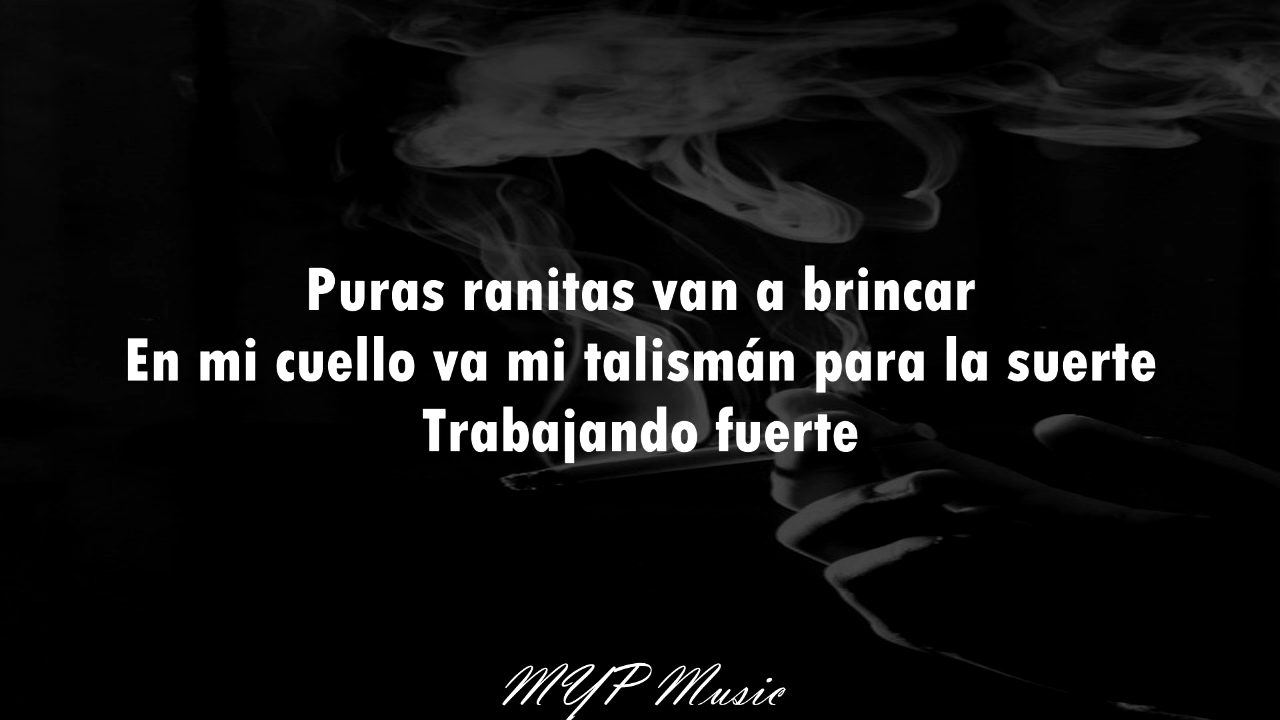 Puras ranitas van a brincar
En mi cuello va mi talismán para la suerte
Trabajando fuerte
MYP Music